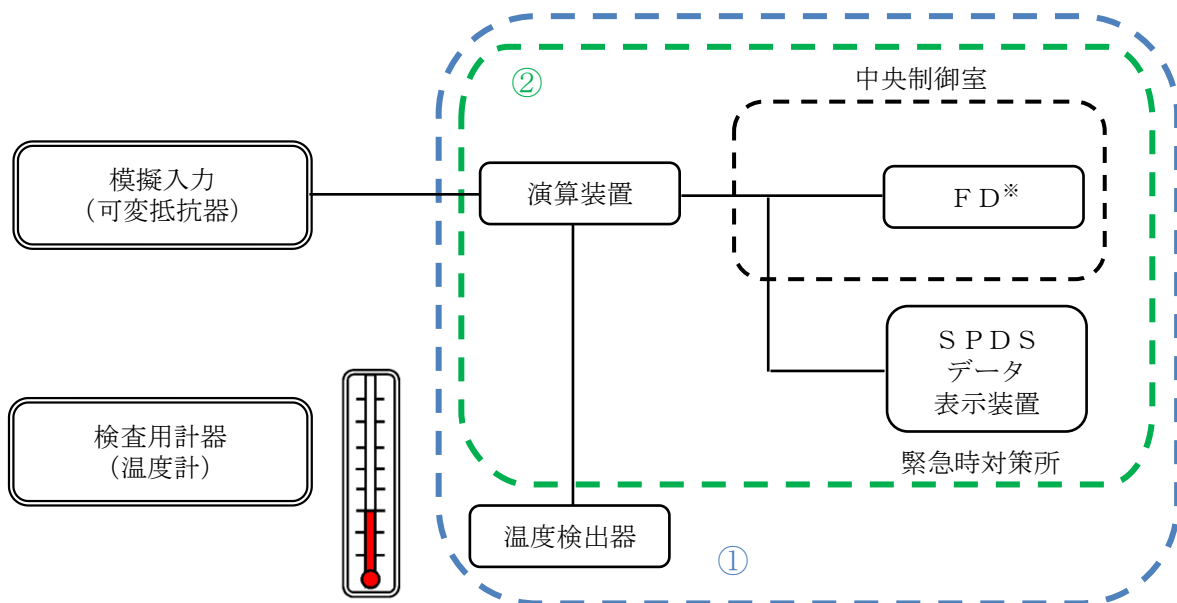 ②
中央制御室
模擬入力
（可変抵抗器）
演算装置
ＦＤ※
ＳＰＤＳ
データ
表示装置
検査用計器
（温度計）
緊急時対策所
温度検出器
①